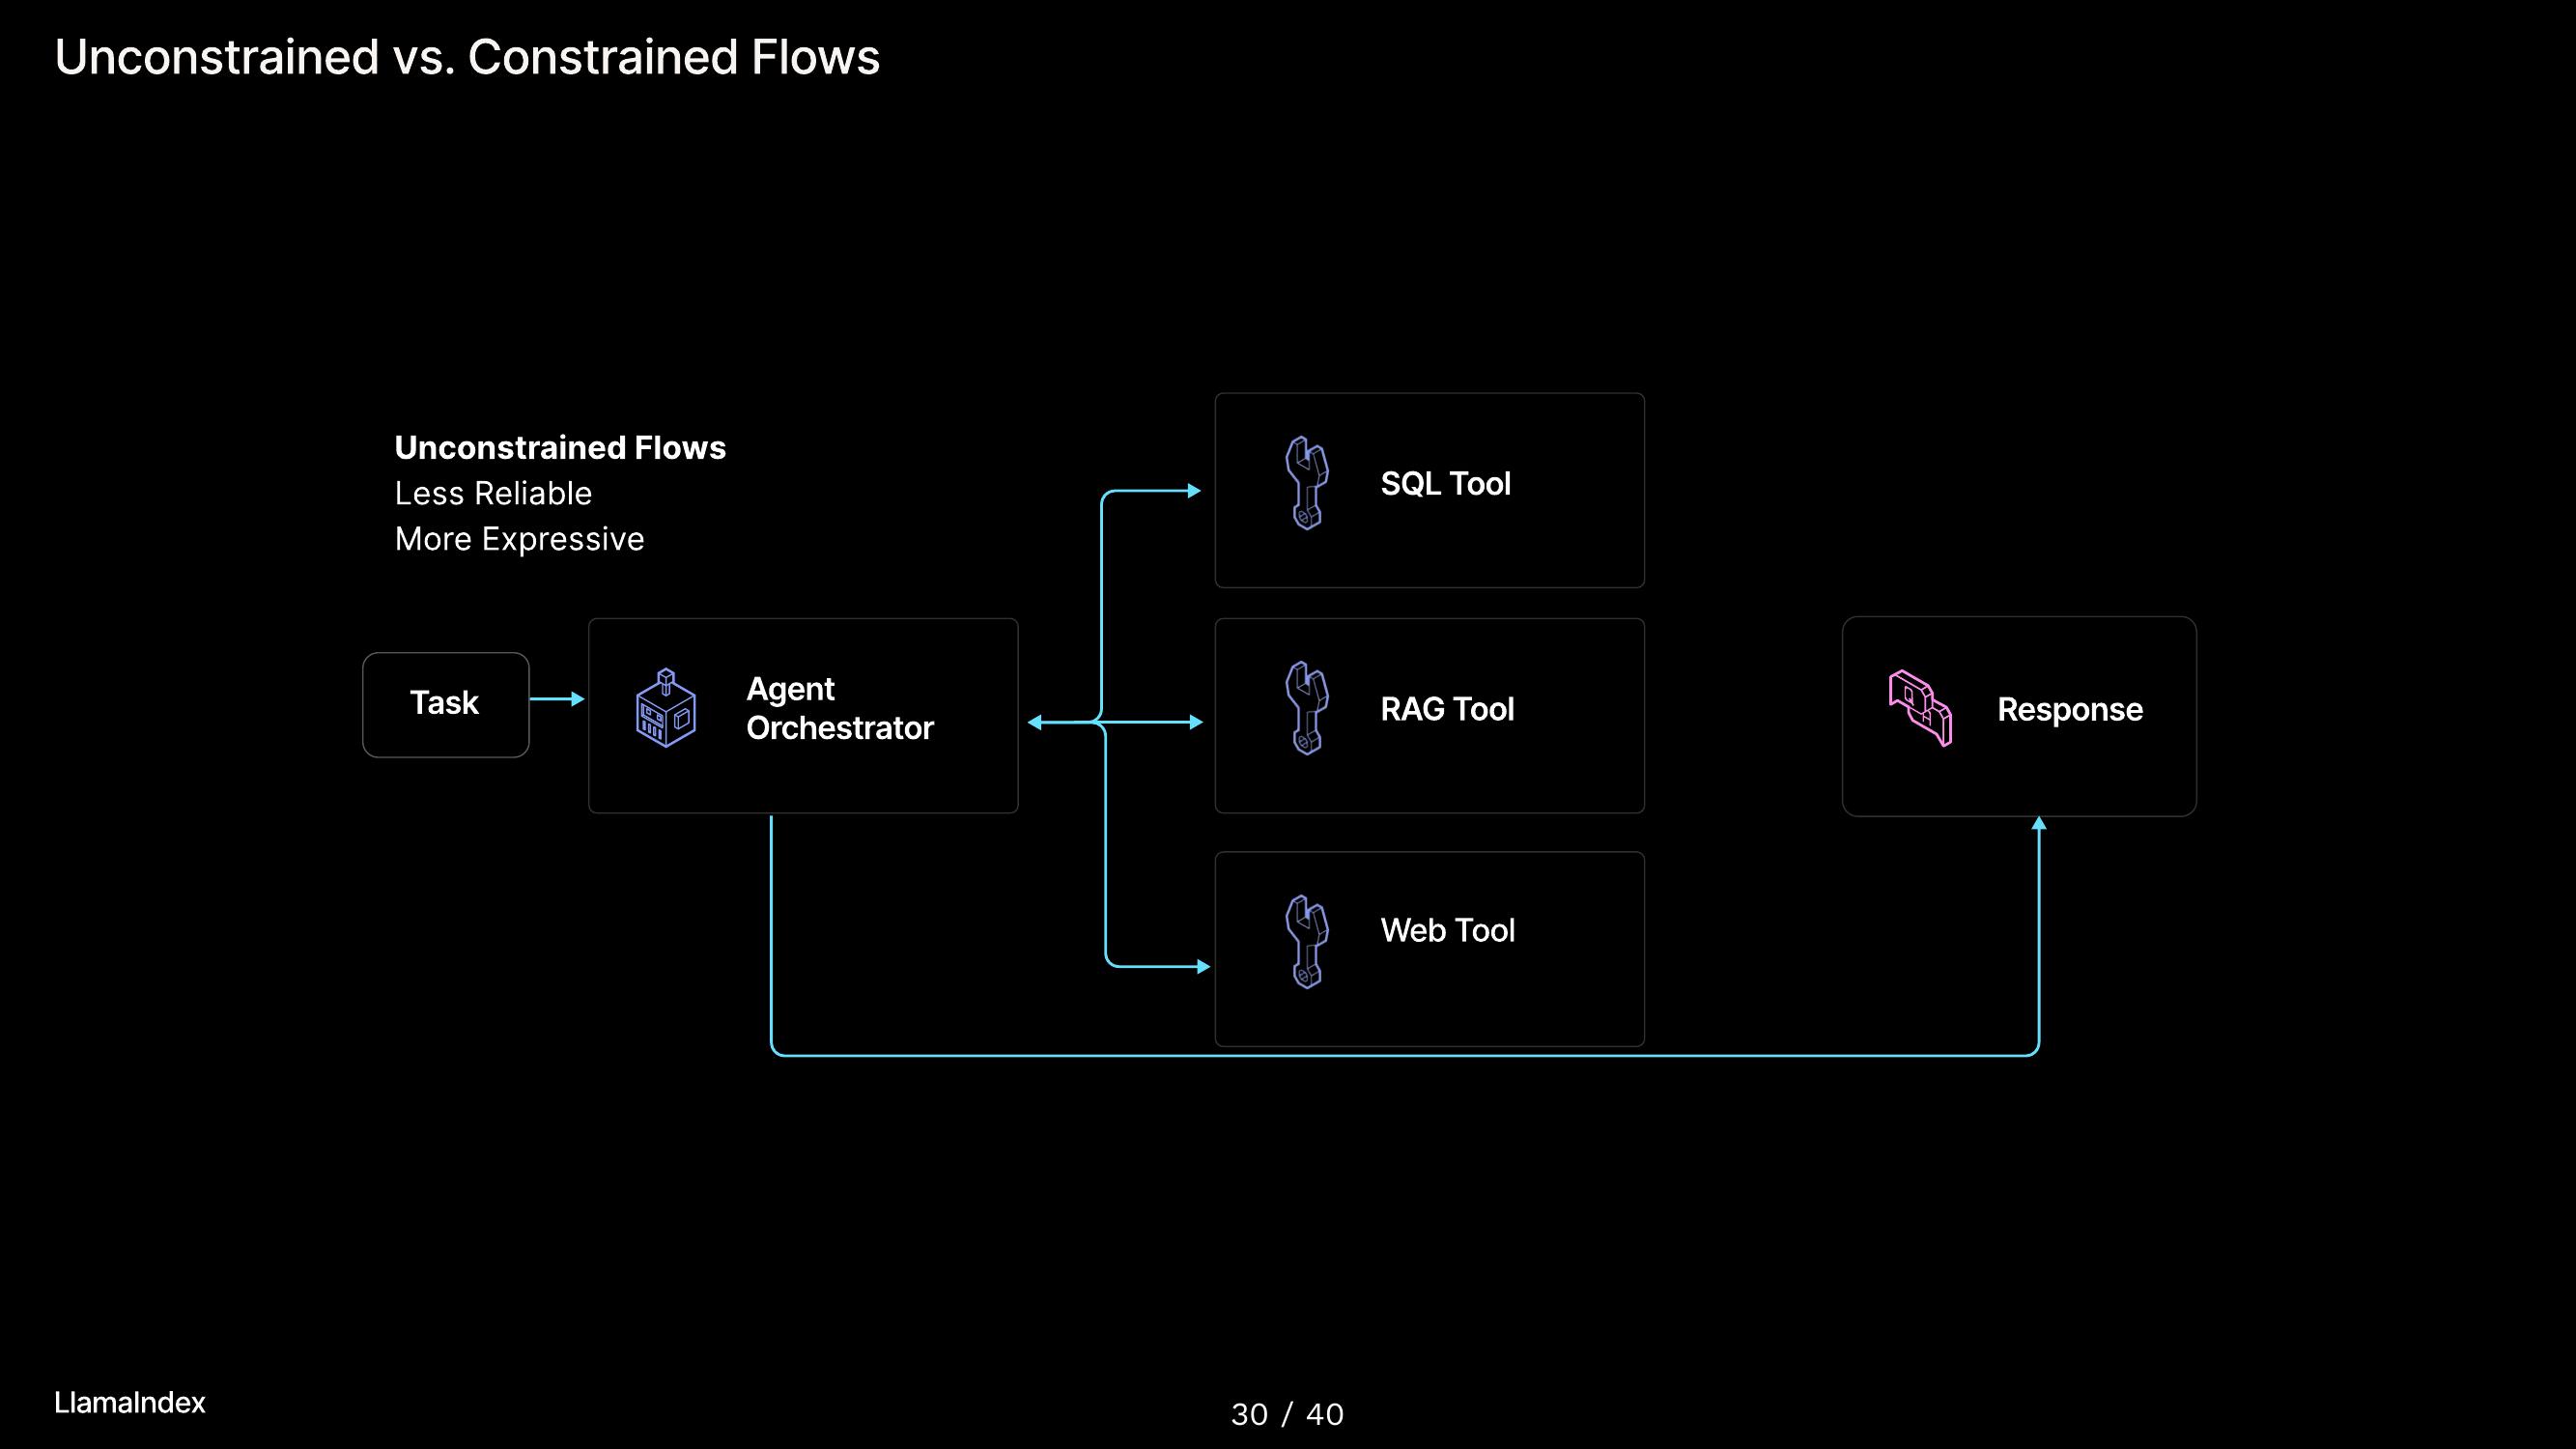 Unconstrained vs. Constrained Flows
Unconstrained Flows
Less Reliable
More Expressive
Task
Agent
Orchestrator
SQL Tool
RAG Tool
Web Tool
Response
LlamaIndex
30 / 40